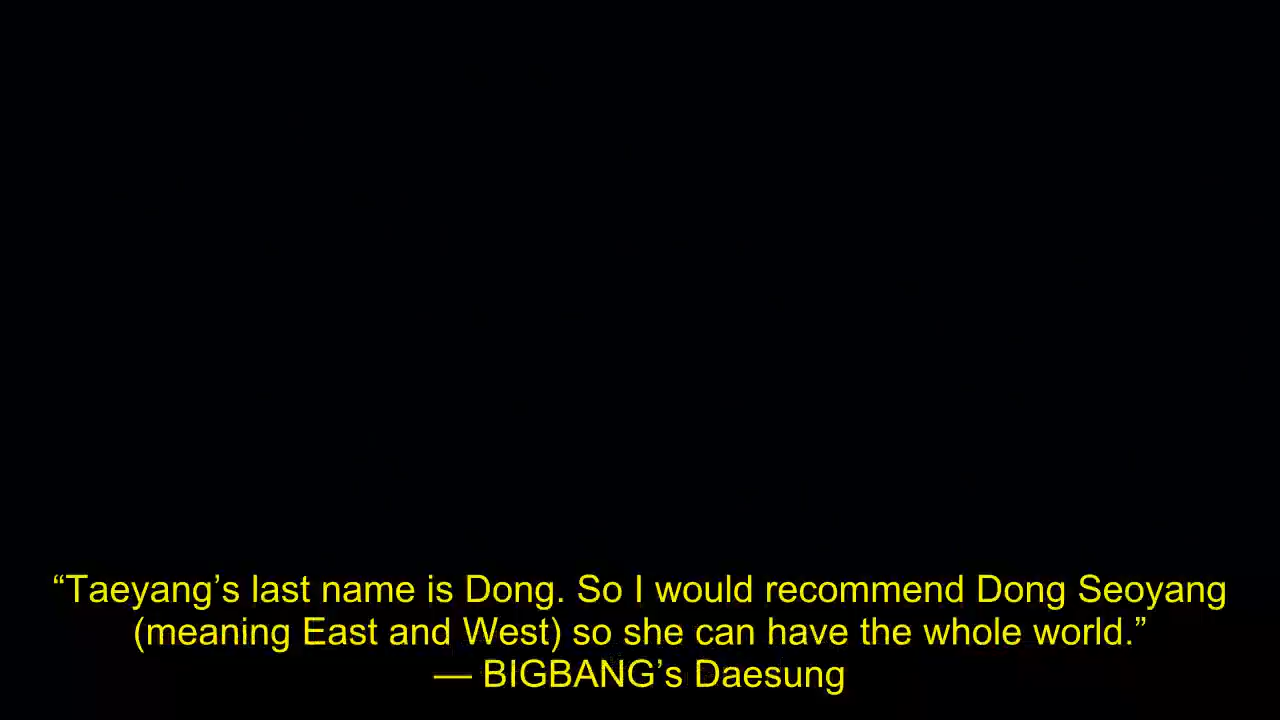 “Taeyang’s last name is Dong. So I would recommend Dong Seoyang
(meaning East and West) so she can have the whole world.”
— BIGBANG’s Daesung